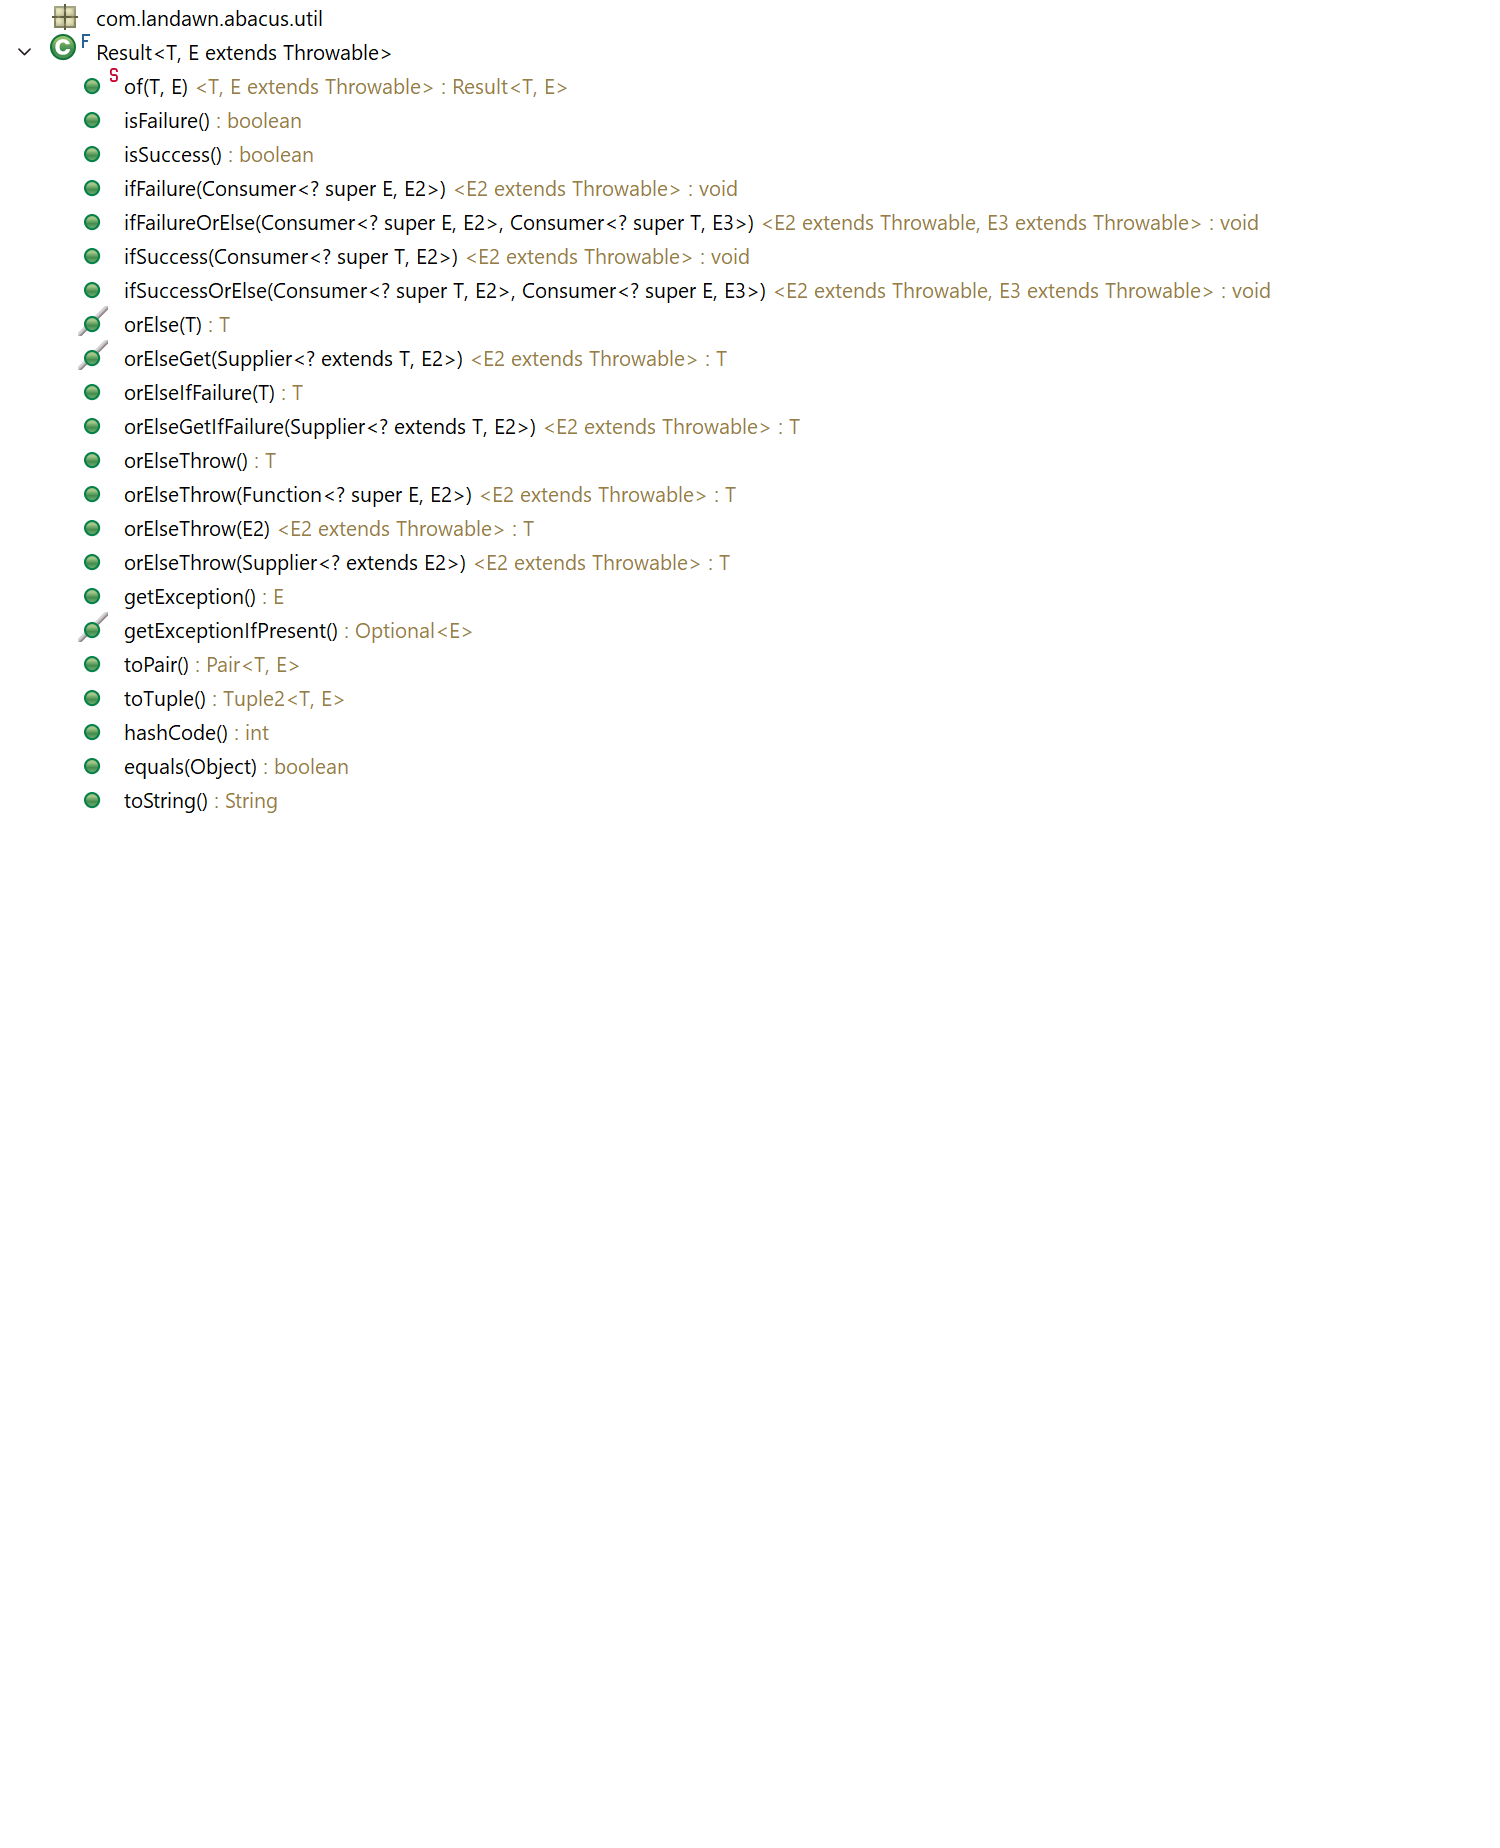 com.landawn.abacus.util
C F Result<T, E extends Throwable>
S of(T, E) <T, E extends Throwable> : Result<T, E>
isFailure() : boolean
isSuccess() : boolean
ifFailure(Consumer<? super E, E2>) <E2 extends Throwable> : void
ifFailureOrElse(Consumer<? super E, E2>, Consumer<? super T, E3>) <E2 extends Throwable, E3 extends Throwable> : void
ifSuccess(Consumer<? super T, E2>) <E2 extends Throwable> : void
ifSuccessOrElse(Consumer<? super T, E2>, Consumer<? super E, E3>) <E2 extends Throwable, E3 extends Throwable> : void
orElse(T) : T
orElseGet(Supplier<? extends T, E2>) <E2 extends Throwable> : T
orElseIfFailure(T) : T
orElseGetIfFailure(Supplier<? extends T, E2>) <E2 extends Throwable> : T
orElseThrow() : T
orElseThrow(Function<? super E, E2>) <E2 extends Throwable> : T
orElseThrow(E2) <E2 extends Throwable> : T
orElseThrow(Supplier<? extends E2>) <E2 extends Throwable> : T
getException() : E
getExceptionIfPresent() : Optional<E>
toPair() : Pair<T, E>
toTuple() : Tuple2<T, E>
hashCode() : int
equals(Object) : boolean
toString() : String